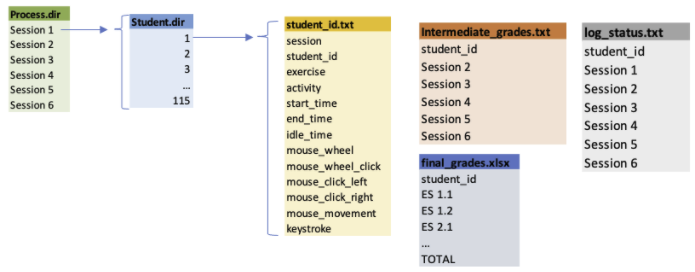 Process.dir
Session 1
Session 2
Session 3
Session 4
Session 5
Session 6
Student.dir
1
2
3
...
115
student_id.txt
session
student_id
exercise
activity
start_time
end_time
idle_time
mouse_wheel
mouse_wheel_click
mouse_click_left
mouse_click_right
mouse_movement
keystroke
Intermediate_grades.txt
student_id
Session 2
Session 3
Session 4
Session 5
Session 6
final_grades.xlsx
student_id
ES 1.1
ES 1.2
ES 2.1
...
TOTAL
log_status.txt
student_id
Session 1
Session 2
Session 3
Session 4
Session 5
Session 6